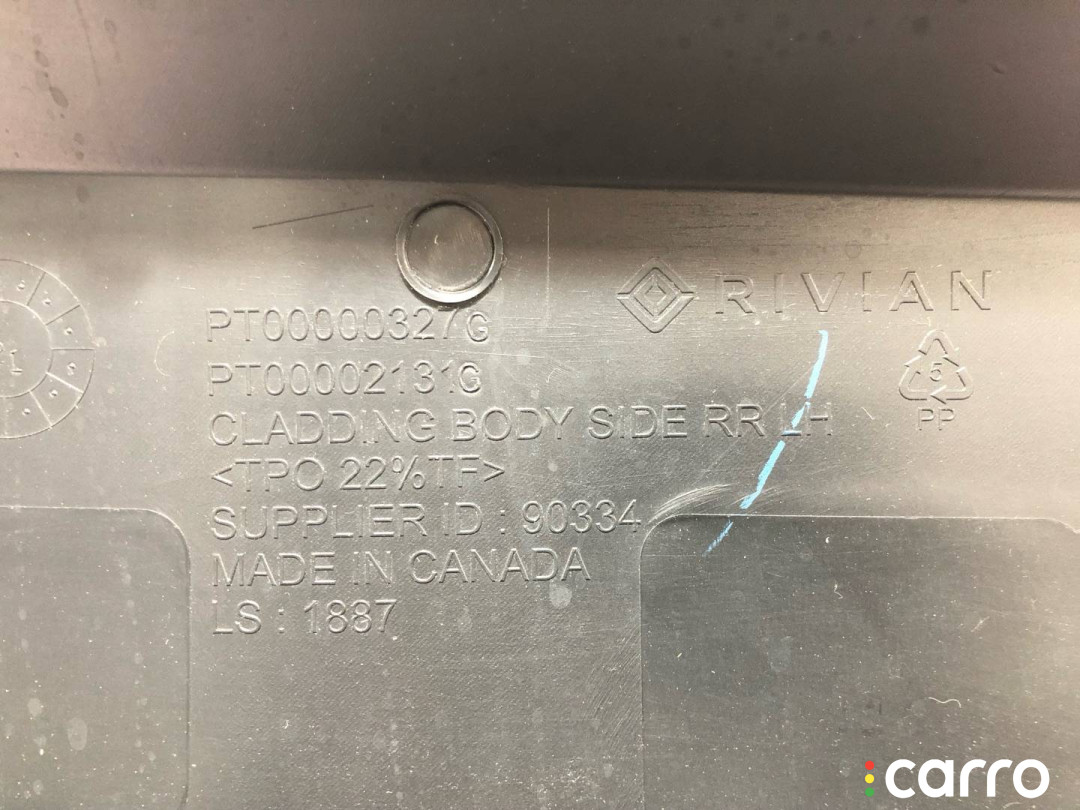 RIVIAN
PT00000327G
PT00002131G
5
PP
CLADDING BODY SIDE RR LH
<TPO 22%TF>
SUPPLIER ID : 90334
MADE IN CANADA
LS : 1887
carro